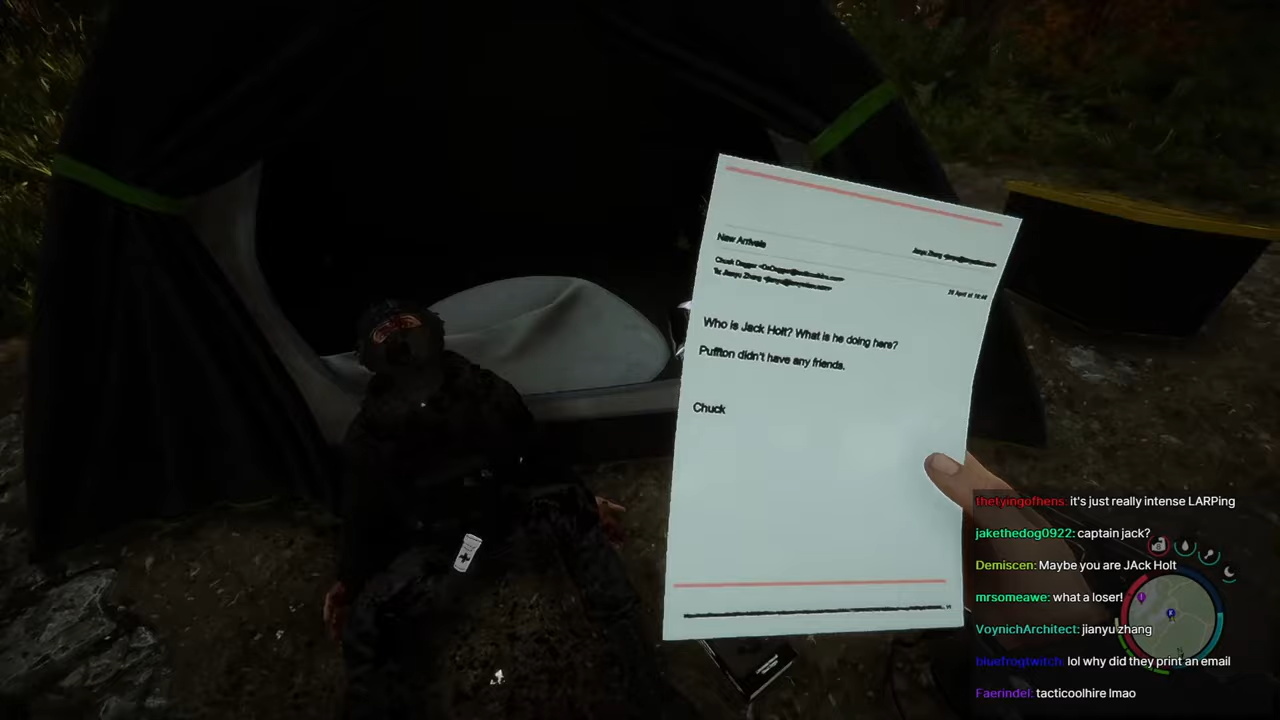 New Arrivals
Who is Jack Holt? What is he doing here?
Puffton didn't have any friends.
Chuck
thetyingofhens: it's just really intense LARPing
jakethedog0922: captain jack?
Demiscen: Maybe you are JAck Holt
mrsomeawe: what a loser!
VoynichArchitect: jianyu zhang
bluefrogtwitch: lol why did they print an email
Faerindel: tacticoolhire lmao